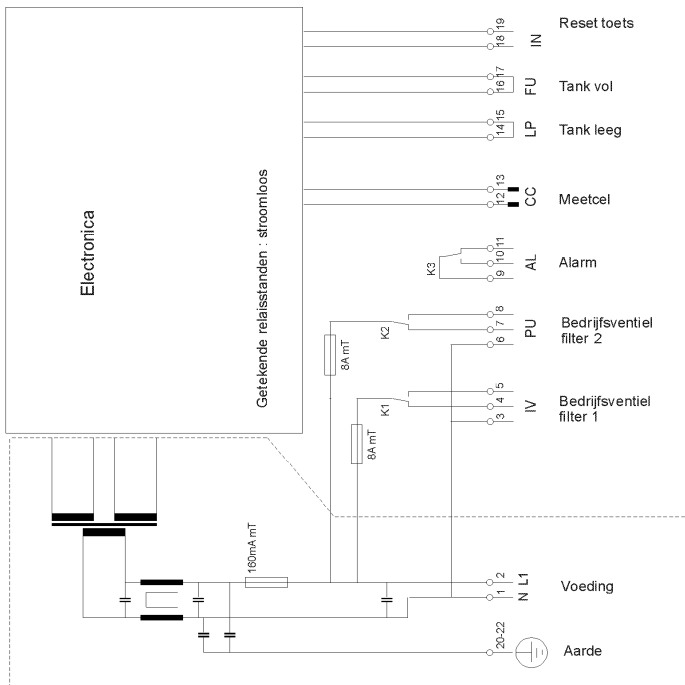 Electronica
Getekende relaisstanden : stroomloos
19
18
IN
Reset toets
17
16
FU
Tank vol
15
14
LP
Tank leeg
13
12
CC
Meetcel
11
10
9
K3
AL
Alarm
8
7
6
K2
8A mT
PU
Bedrijfsventiel
filter 2
5
4
3
K1
8A mT
IV
Bedrijfsventiel
filter 1
160mA mT
2
L1
1
N
Voeding
20-22
Aarde